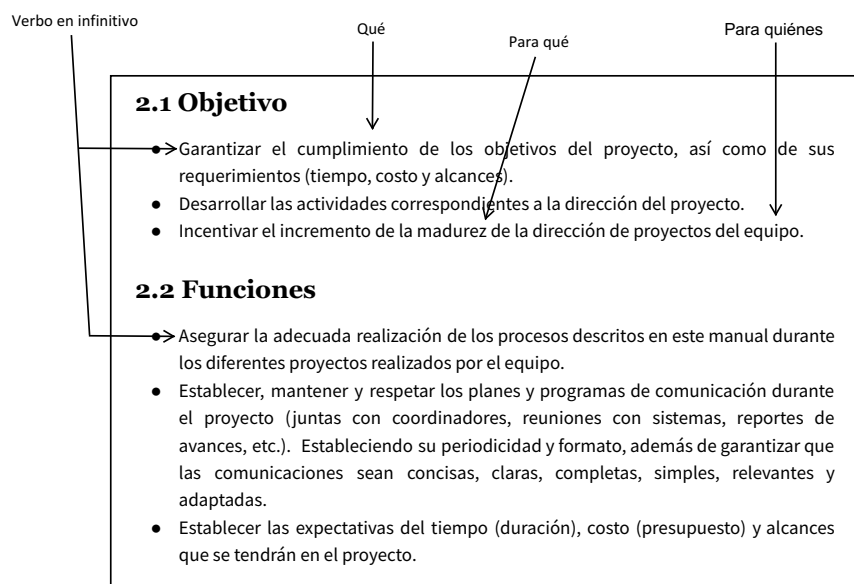 Verbo en infinitivo
Qué
Para qué
Para quiénes
2.1 Objetivo
● Garantizar el cumplimiento de los objetivos del proyecto, así como de sus
requerimientos (tiempo, costo y alcances).
● Desarrollar las actividades correspondientes a la dirección del proyecto.
● Incentivar el incremento de la madurez de la dirección de proyectos del equipo.
2.2 Funciones
● Asegurar la adecuada realización de los procesos descritos en este manual durante
los diferentes proyectos realizados por el equipo.
● Establecer, mantener y respetar los planes y programas de comunicación durante
el proyecto (juntas con coordinadores, reuniones con sistemas, reportes de
avances, etc.). Estableciendo su periodicidad y formato, además de garantizar que
las comunicaciones sean concisas, claras, completas, simples, relevantes y
adaptadas.
● Establecer las expectativas del tiempo (duración), costo (presupuesto) y alcances
que se tendrán en el proyecto.